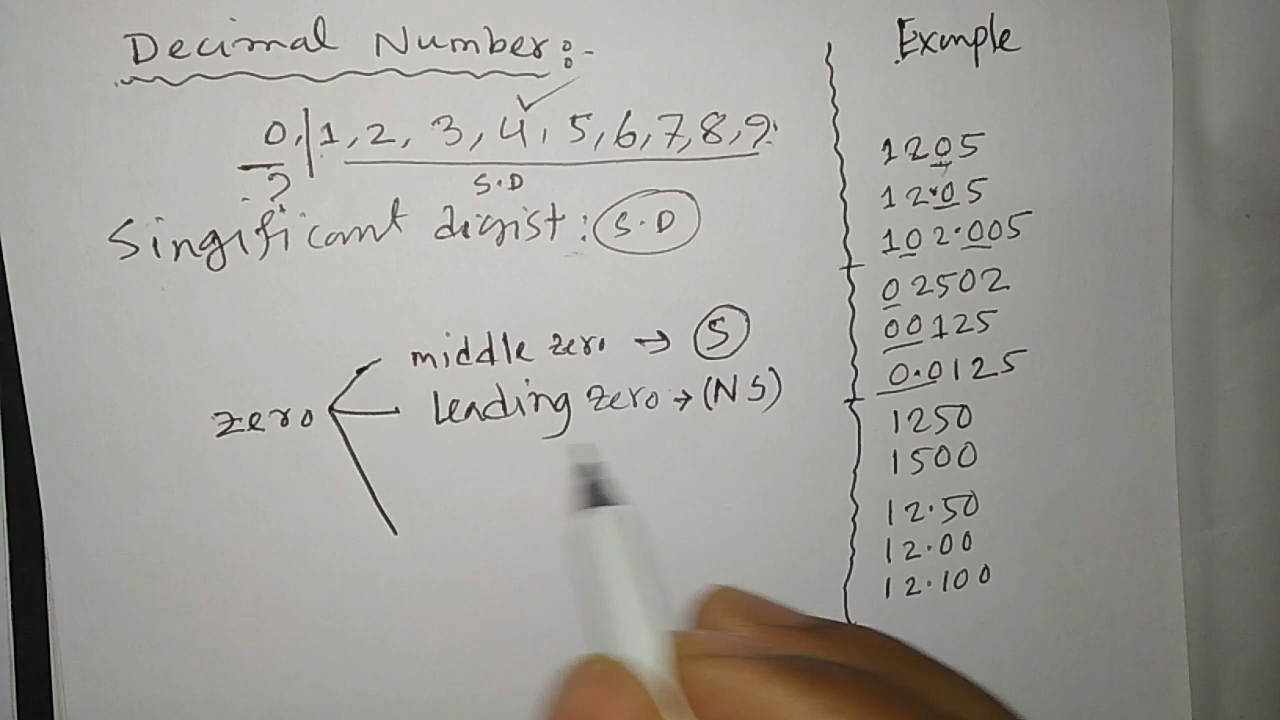 Decimal Number:-
0, | 1, 2, 3, 4, 5, 6, 7, 8, 9.
? S.D
Singificant digist: S.D
zero
middle zero → S
leading zero → (NS)
Example
1205
12.05
102.005
02502
00125
0.0125
1250
1500
12.50
12.00
12.100